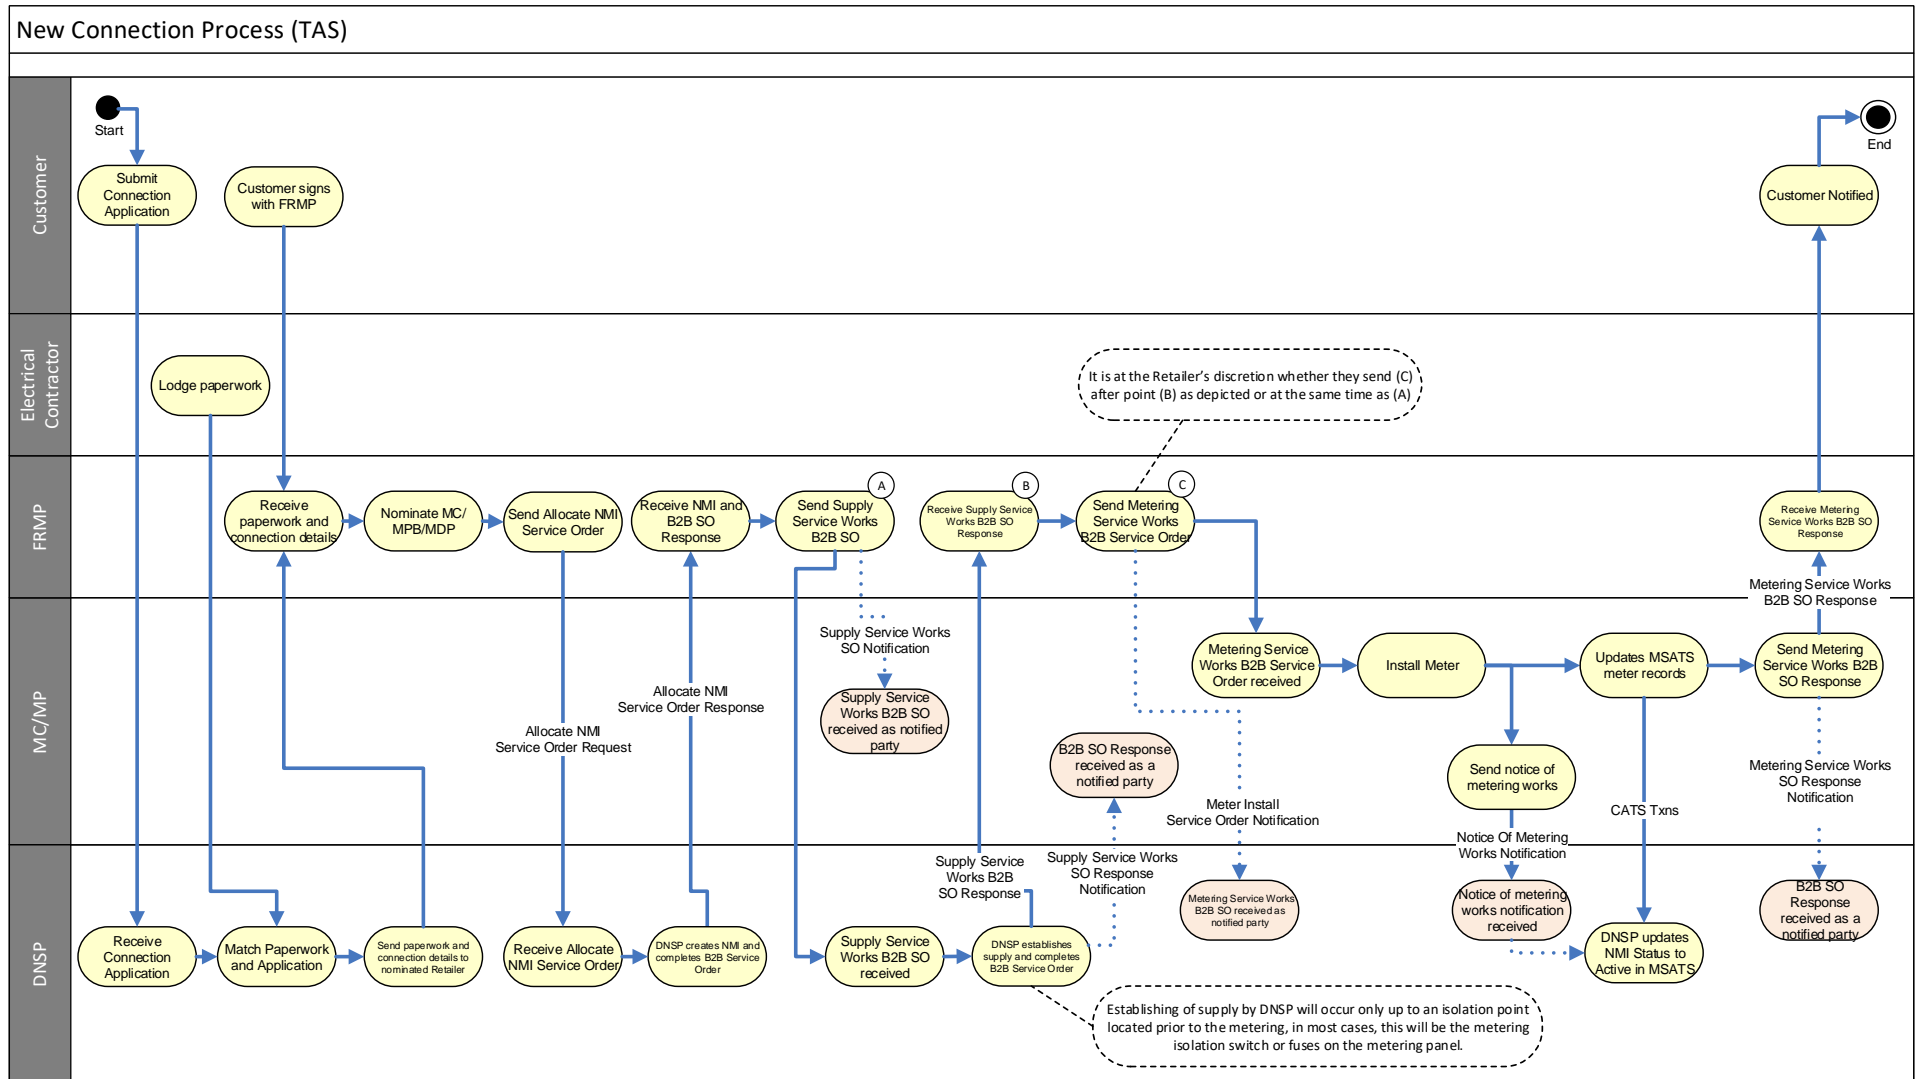 New Connection Process (TAS)
Customer
Start
Submit
Connection
Application
Customer signs
with FRMP
End
Customer Notified
Electrical
Contractor
Lodge paperwork
It is at the Retailer's discretion whether they send (C)
after point (B) as depicted or at the same time as (A)
FRMP
Receive
paperwork and
connection details
Nominate MC/
MPB/MDP
Send Allocate NMI
Service Order
Receive NMI and
B2B SO
Response
A
Send Supply
Service Works
B2B SO
B
Receive Supply Service
Works B2B SO
Response
C
Send Metering
Service Works
B2B Service Order
Receive Metering
Service Works B2B SO
Response
Metering Service Works
B2B SO Response
MC/MP
Supply Service Works
SO Notification
Supply Service
Works B2B SO
received as notified
party
Allocate NMI
Service Order Response
Allocate NMI
Service Order Request
B2B SO Response
received as a
notified party
Metering Service
Works B2B Service
Order received
Install Meter
Updates MSATS
meter records
Send Metering
Service Works B2B
SO Response
Send notice of
metering works
Meter Install
Service Order Notification
CATS Txns
Metering Service Works
SO Response
Notification
Notice Of Metering
Works Notification
DNSP
Supply Service
Works B2B
SO Response
Supply Service Works
SO Response
Notification
Metering Service Works
B2B SO received as
notified party
Notice of metering
works notification
received
B2B SO
Response
received as a
notified party
Receive
Connection
Application
Match Paperwork
and Application
Send paperwork and
connection details to
nominated Retailer
Receive Allocate
NMI Service Order
DNSP creates NMI and
completes B2B Service
Order
Supply Service
Works B2B SO
received
DNSP establishes
supply and completes
B2B Service Order
DNSP updates
NMI Status to
Active in MSATS
Establishing of supply by DNSP will occur only up to an isolation point
located prior to the metering, in most cases, this will be the metering
isolation switch or fuses on the metering panel.